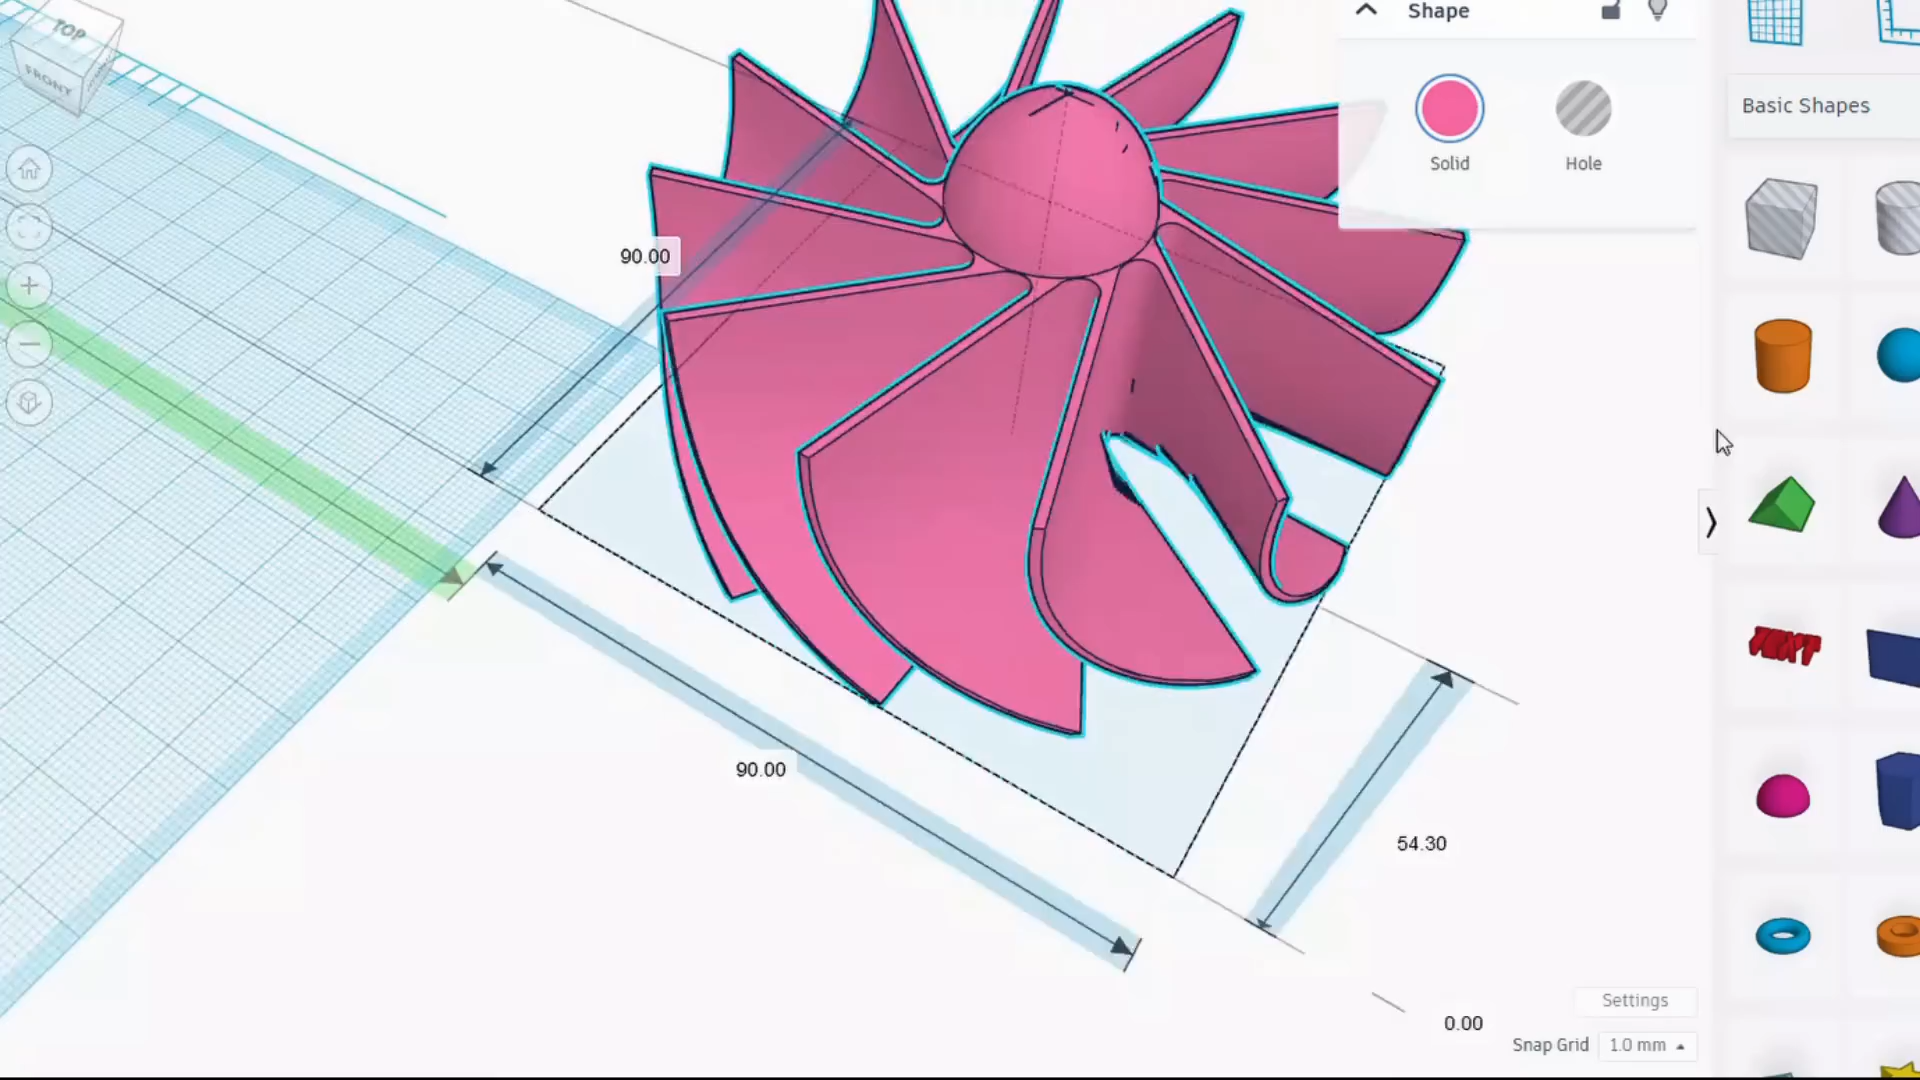 TOP
FRONT
Shape
Solid
Hole
Basic Shapes
90.00
TEXT
90.00
54.30
0.00
Settings
Snap Grid
1.0 mm